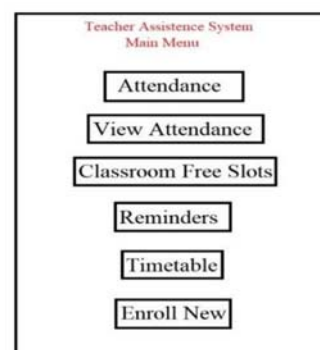 Teacher Assistence System
Main Menu
Attendance
View Attendance
Classroom Free Slots
Reminders
Timetable
Enroll New